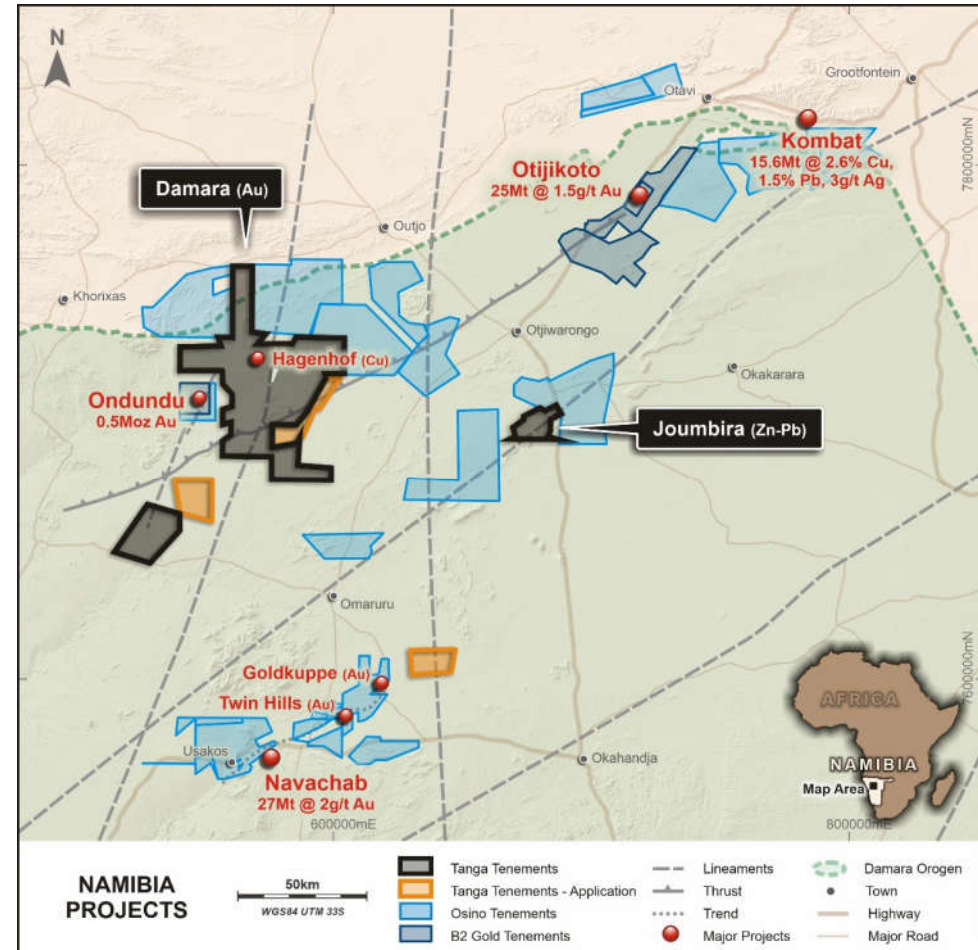 N
Grootfontein
Otavi
Kombat
15.6Mt @ 2.6% Cu,
1.5% Pb, 3g/t Ag
7800000mN
Otijikoto
25Mt @ 1.5g/t Au
Damara (Au)
Outjo
Khorixas
Otjiwarongo
Hagenhof (Cu)
Okakarara
Ondundu
0.5Moz Au
Joumbira (Zn-Pb)
Omaruru
Goldkuppe (Au)
7600000mN
Twin Hills (Au)
Usakos
Okahandja
Navachab
27Mt @ 2g/t Au
600000mE
800000mE
AFRICA
NAMIBIA
Map Area
NAMIBIA
PROJECTS
50km
WGS84 UTM 33S
Tanga Tenements
Tanga Tenements - Application
Osino Tenements
B2 Gold Tenements
Lineaments
Thrust
Trend
Major Projects
Damara Orogen
Town
Highway
Major Road